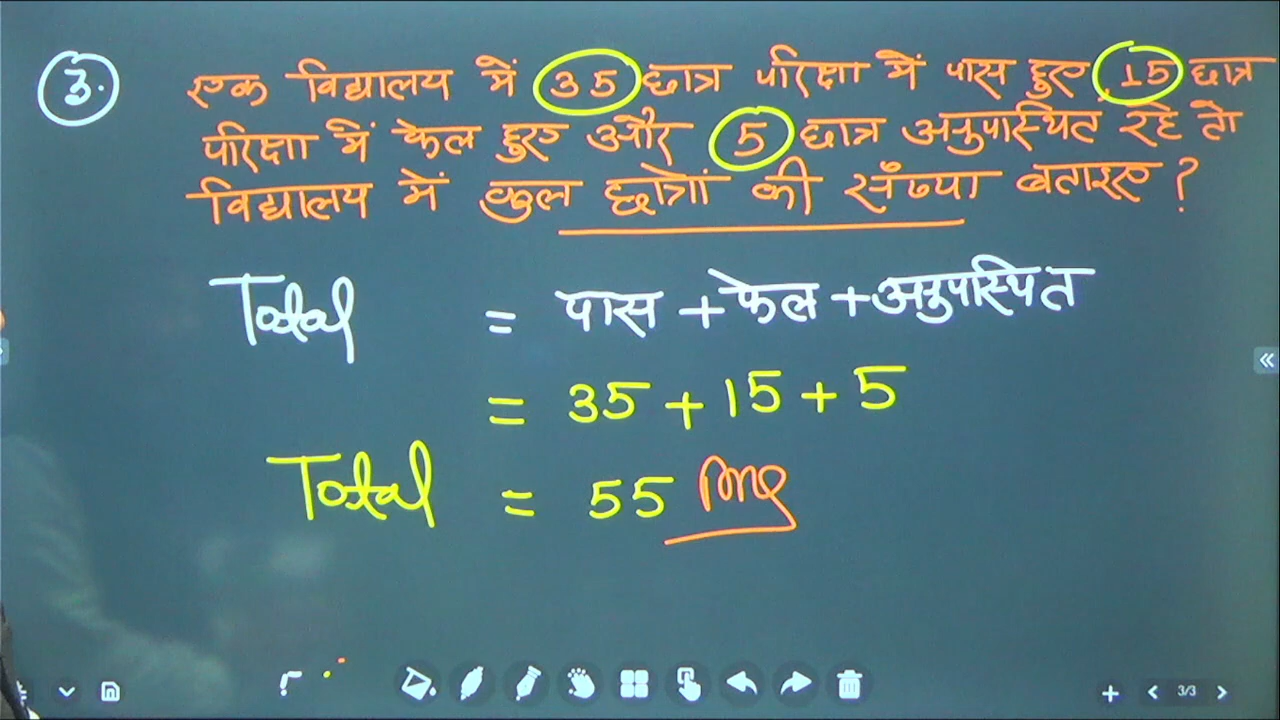 3.
एक विद्यालय में 35 छात्र परिक्षा में पास हुए, 15 छात्र
परिक्षा में फेल हुए और 5 छात्र अनुपास्थित रहे तो
विद्यालय में कुल छात्रों की सँख्या बताइए ?
Total = पास + फेल + अनुपस्थित
= 35 + 15 + 5
Total = 55 Ans
3/3